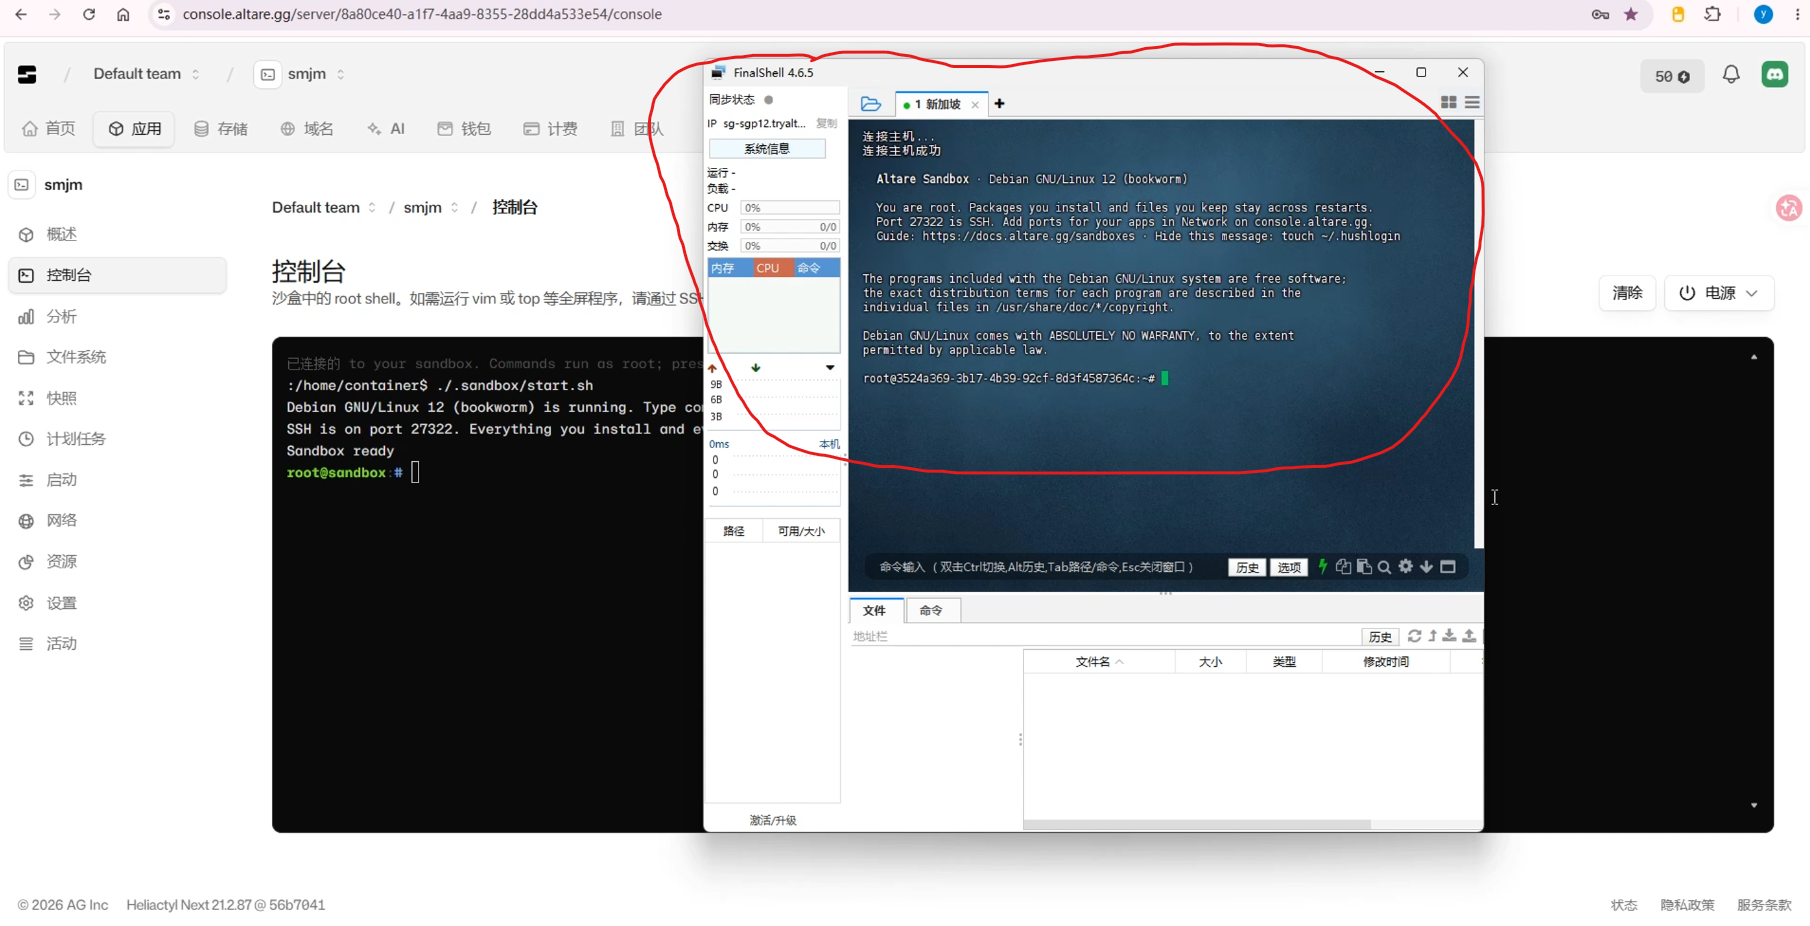 console.altare.gg/server/8a80ce40-a1f7-4aa9-8355-28dd4a533e54/console
y
/ Default team / smjm
50
首页 应用 存储 域名 AI 钱包 计费 团队
smjm
概述
控制台
分析
文件系统
快照
计划任务
启动
网络
资源
设置
活动
Default team / smjm / 控制台
控制台
沙盒中的 root shell。如需运行 vim 或 top 等全屏程序，请通过 SS
清除
电源
已连接的 to your sandbox. Commands run as root; pres
:/home/container$ ./.sandbox/start.sh
Debian GNU/Linux 12 (bookworm) is running. Type co
SSH is on port 27322. Everything you install and e
Sandbox ready
root@sandbox:#
FinalShell 4.6.5
同步状态
IP sg-sgp12.tryalt... 复制
系统信息
运行 -
负载 -
CPU 0%
内存 0% 0/0
交换 0% 0/0
内存 CPU 命令
9B
6B
3B
0ms 本机
0
0
0
路径 可用/大小
激活/升级
1 新加坡
连接主机...
连接主机成功
Altare Sandbox · Debian GNU/Linux 12 (bookworm)
You are root. Packages you install and files you keep stay across restarts.
Port 27322 is SSH. Add ports for your apps in Network on console.altare.gg.
Guide: https://docs.altare.gg/sandboxes · Hide this message: touch ~/.hushlogin
The programs included with the Debian GNU/Linux system are free software;
the exact distribution terms for each program are described in the
individual files in /usr/share/doc/*/copyright.
Debian GNU/Linux comes with ABSOLUTELY NO WARRANTY, to the extent
permitted by applicable law.
root@3524a369-3b17-4b39-92cf-8d3f4587364c:~#
命令输入 (双击Ctrl切换,Alt历史,Tab路径/命令,Esc关闭窗口) 历史 选项
文件 命令
地址栏 历史
文件名 大小 类型 修改时间
© 2026 AG Inc Heliactyl Next 21.2.87 @ 56b7041
状态 隐私政策 服务条款